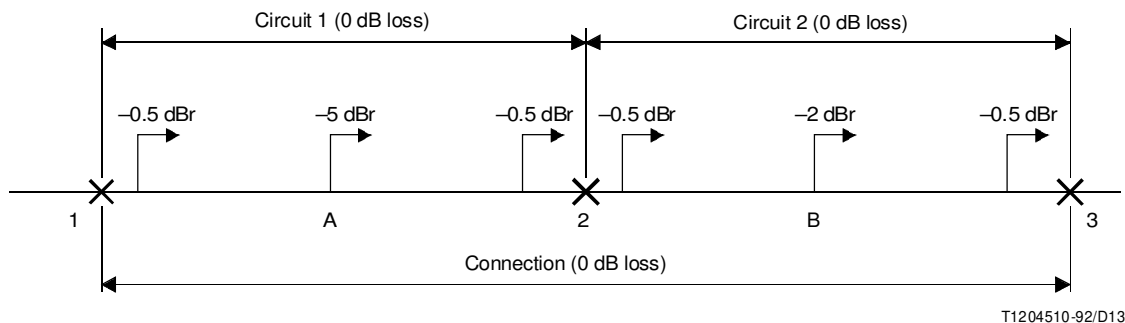 Circuit 1 (0 dB loss) Circuit 2 (0 dB loss)
–0.5 dBr –5 dBr –0.5 dBr –0.5 dBr –2 dBr –0.5 dBr
1 A 2 B 3
Connection (0 dB loss)
T1204510-92/D13